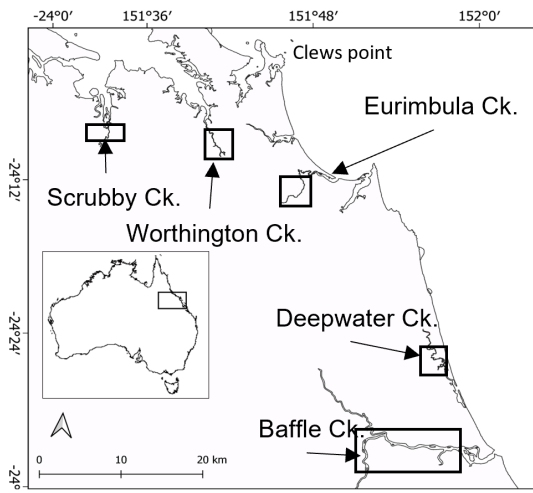 -24°0′ 151°36′ 151°48′ 152°0′
Clews point
Eurimbula Ck.
-24°12′
Scrubby Ck.
Worthington Ck.
Deepwater Ck.
-24°24′
Baffle Ck.
0 10 20 km
-24°